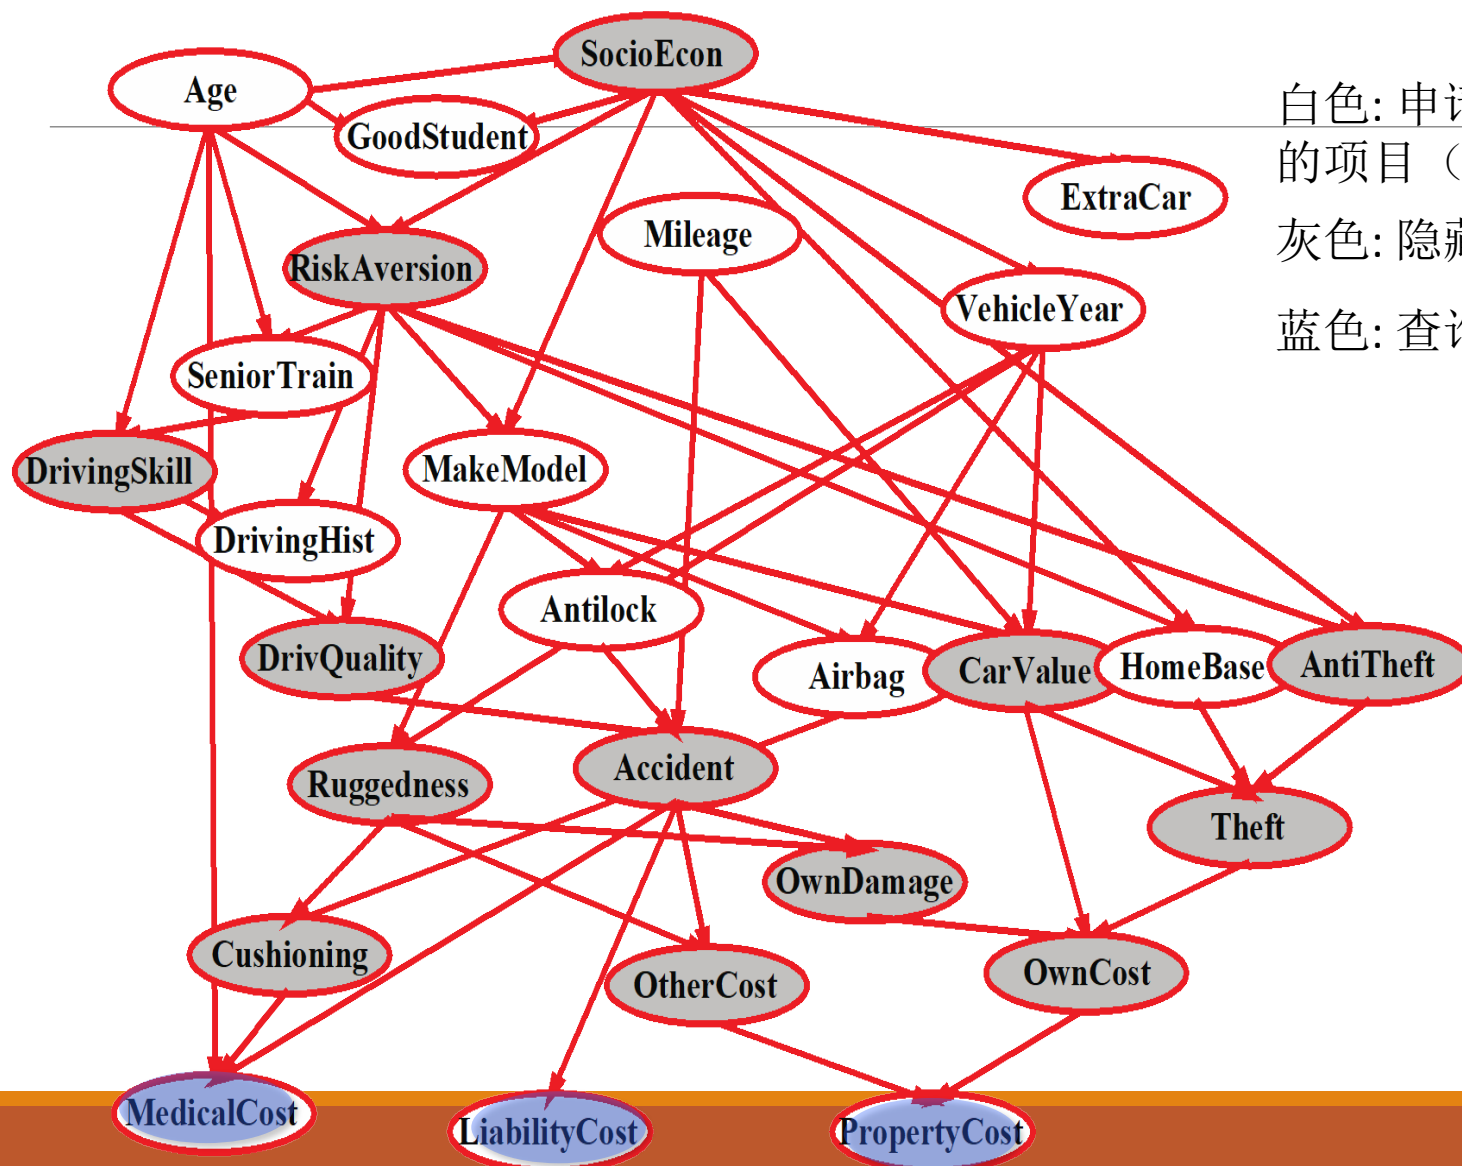 SocioEcon
Age
GoodStudent
白色: 申
的项目（
ExtraCar
Mileage
灰色: 隐
RiskAversion
VehicleYear
蓝色: 查
SeniorTrain
DrivingSkill
MakeModel
DrivingHist
Antilock
DrivQuality
Airbag
CarValue
HomeBase
AntiTheft
Ruggedness
Accident
Theft
OwnDamage
Cushioning
OtherCost
OwnCost
MedicalCost
LiabilityCost
PropertyCost